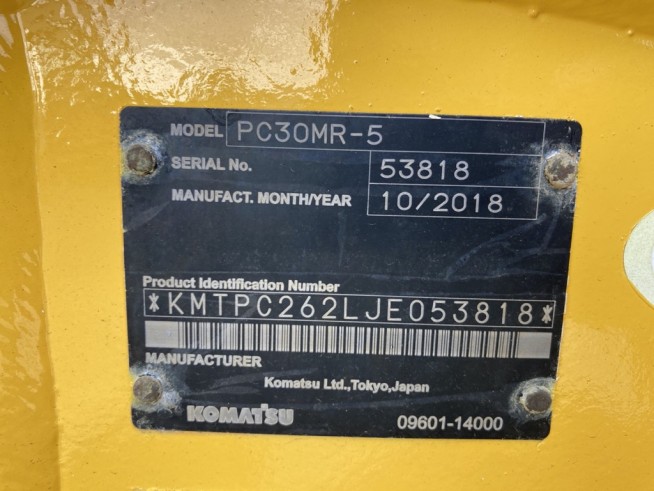 MODEL PC30MR-5
SERIAL No. 53818
MANUFACT. MONTH/YEAR 10/2018
Product Identification Number
*KMTPC262LJE053818*
MANUFACTURER
Komatsu Ltd.,Tokyo,Japan
KOMATSU 09601-14000